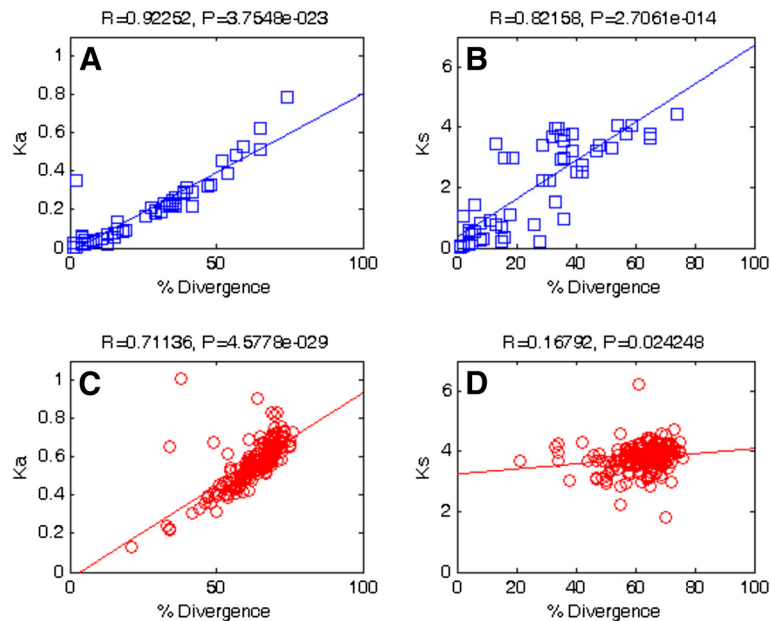 R=0.92252, P=3.7548e-023
R=0.82158, P=2.7061e-014
A
1
0.8
0.6
0.4
0.2
0
Ka
0 50 100
% Divergence
B
6
4
2
0
Ks
0 20 40 60 80 100
% Divergence
R=0.71136, P=4.5778e-029
R=0.16792, P=0.024248
C
1
0.8
0.6
0.4
0.2
0
Ka
0 50 100
% Divergence
D
6
4
2
0
Ks
0 20 40 60 80 100
% Divergence